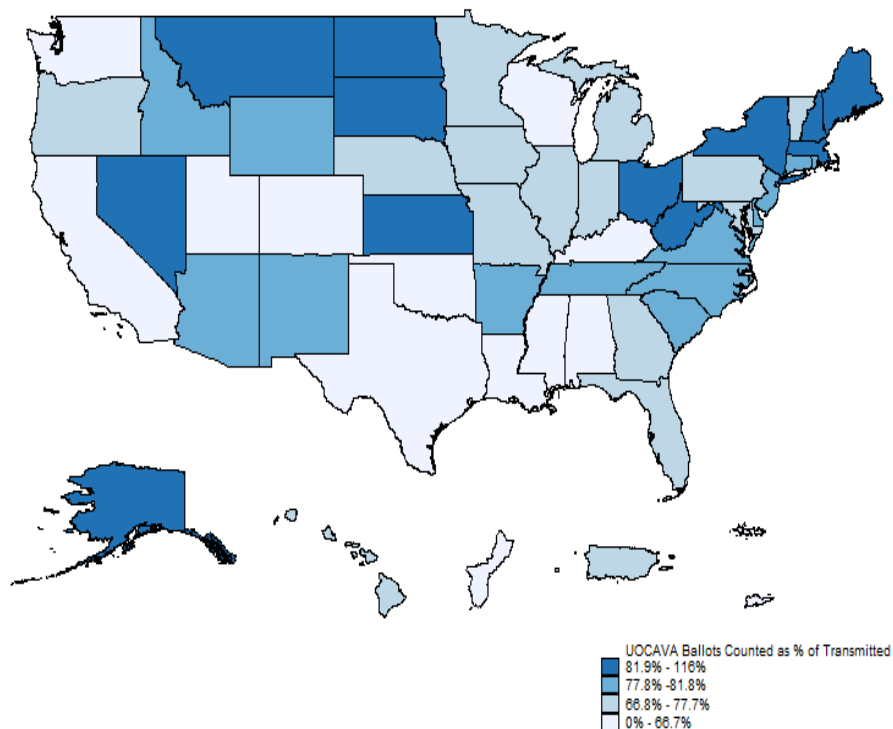 UOCAVA Ballots Counted as % of Transmitted
81.9% - 116%
77.8% -81.8%
66.8% - 77.7%
0% - 66.7%